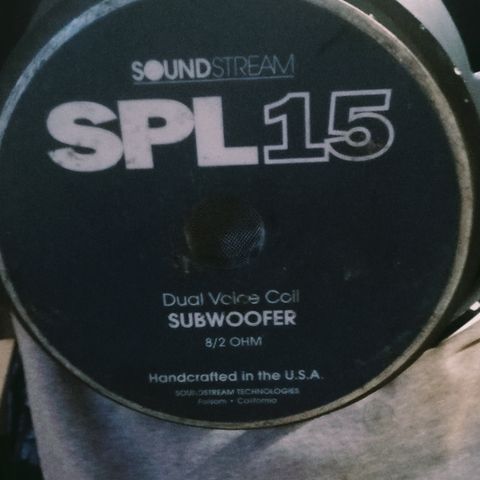 SOUNDSTREAM
SPL15
Dual Voice Coil
SUBWOOFER
8/2 OHM
Handcrafted in the U.S.A.
SOUNDSTREAM TECHNOLOGIES
Folsom • California